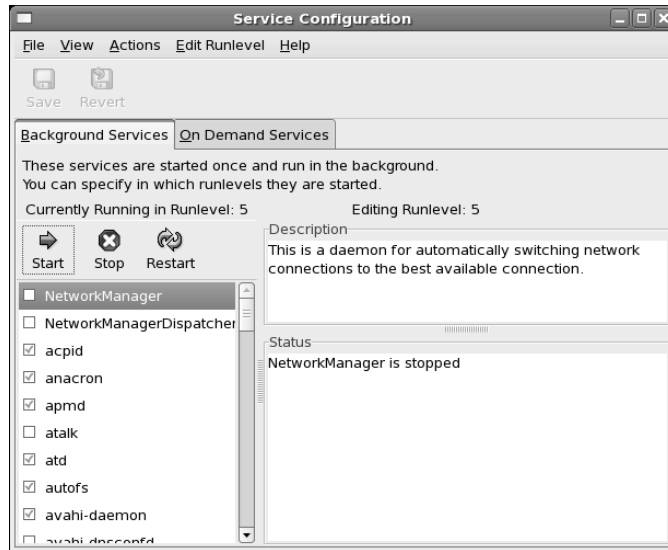 Service Configuration
File View Actions Edit Runlevel Help
Save Revert
Background Services On Demand Services
These services are started once and run in the background.
You can specify in which runlevels they are started.
Currently Running in Runlevel: 5 Editing Runlevel: 5
Start Stop Restart
Description
This is a daemon for automatically switching network
connections to the best available connection.
NetworkManager
NetworkManagerDispatcher
acpid
anacron
apmd
atalk
atd
autofs
avahi-daemon
avahi-dnsconfd
Status
NetworkManager is stopped